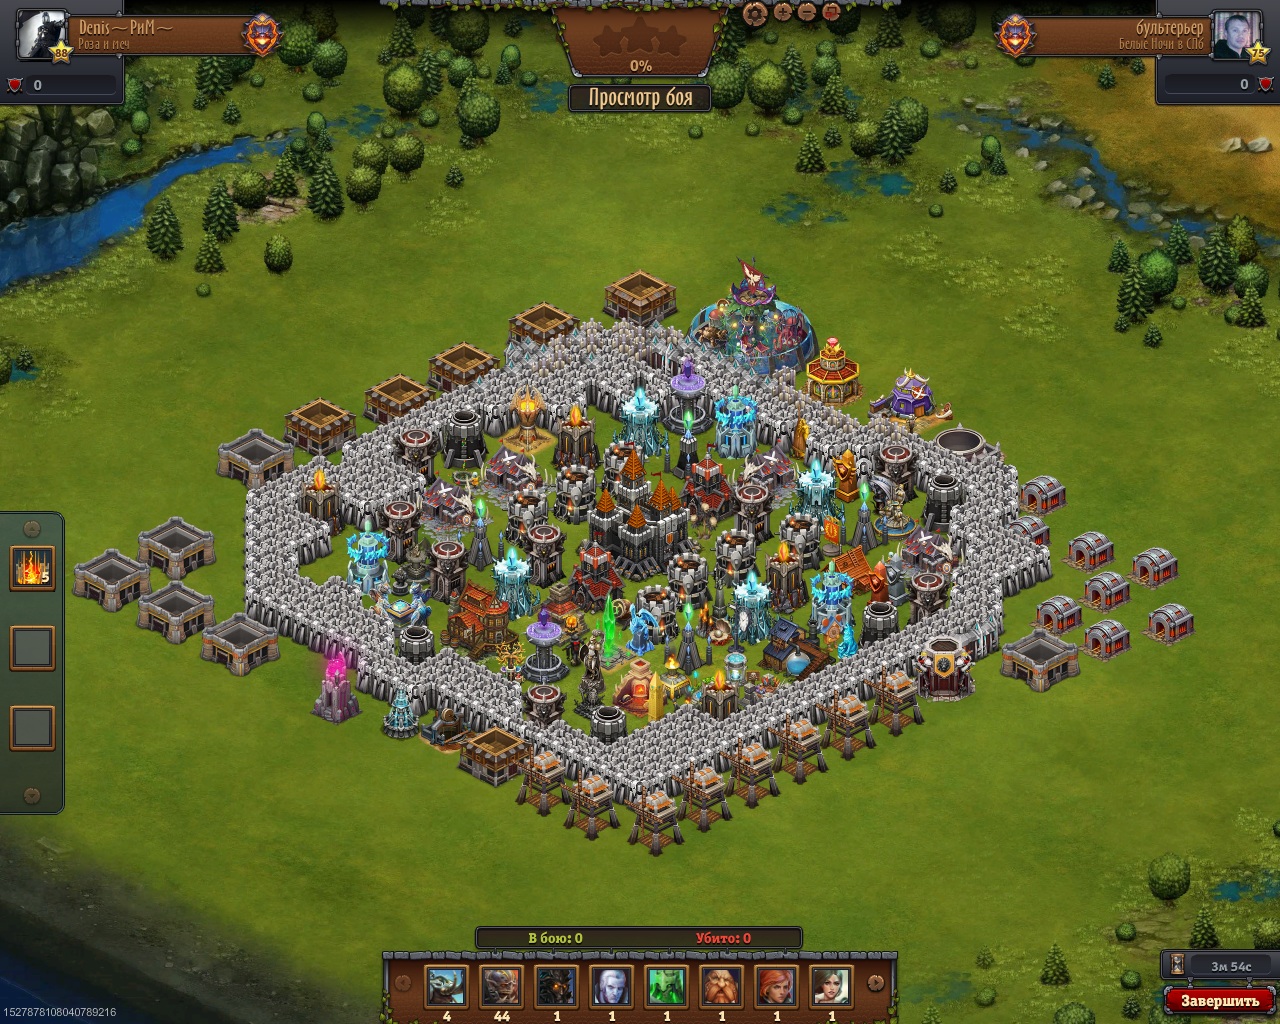 Denis~РиМ~
Роза и меч
88
0
0%
Просмотр боя
бультерьер
Белые Ночи в СПб
75
0
5
В бою: 0
Убито: 0
4
44
1
1
1
1
1
1
3м 54с
Завершить
1527878108040789216